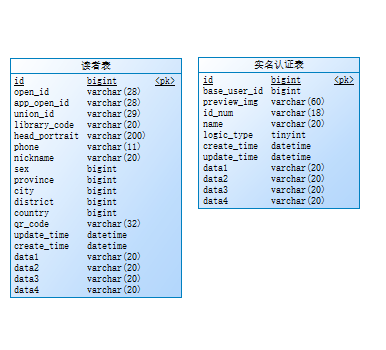 读者表
id bigint <pk>
open_id varchar(28)
app_open_id varchar(28)
union_id varchar(29)
library_code varchar(20)
head_portrait varchar(200)
phone varchar(11)
nickname varchar(20)
sex bigint
province bigint
city bigint
district bigint
country bigint
qr_code varchar(32)
update_time datetime
create_time datetime
data1 varchar(20)
data2 varchar(20)
data3 varchar(20)
data4 varchar(20)
实名认证表
id bigint <pk>
base_user_id bigint
preview_img varchar(60)
id_num varchar(18)
name varchar(20)
logic_type tinyint
create_time datetime
update_time datetime
data1 varchar(20)
data2 varchar(20)
data3 varchar(20)
data4 varchar(20)